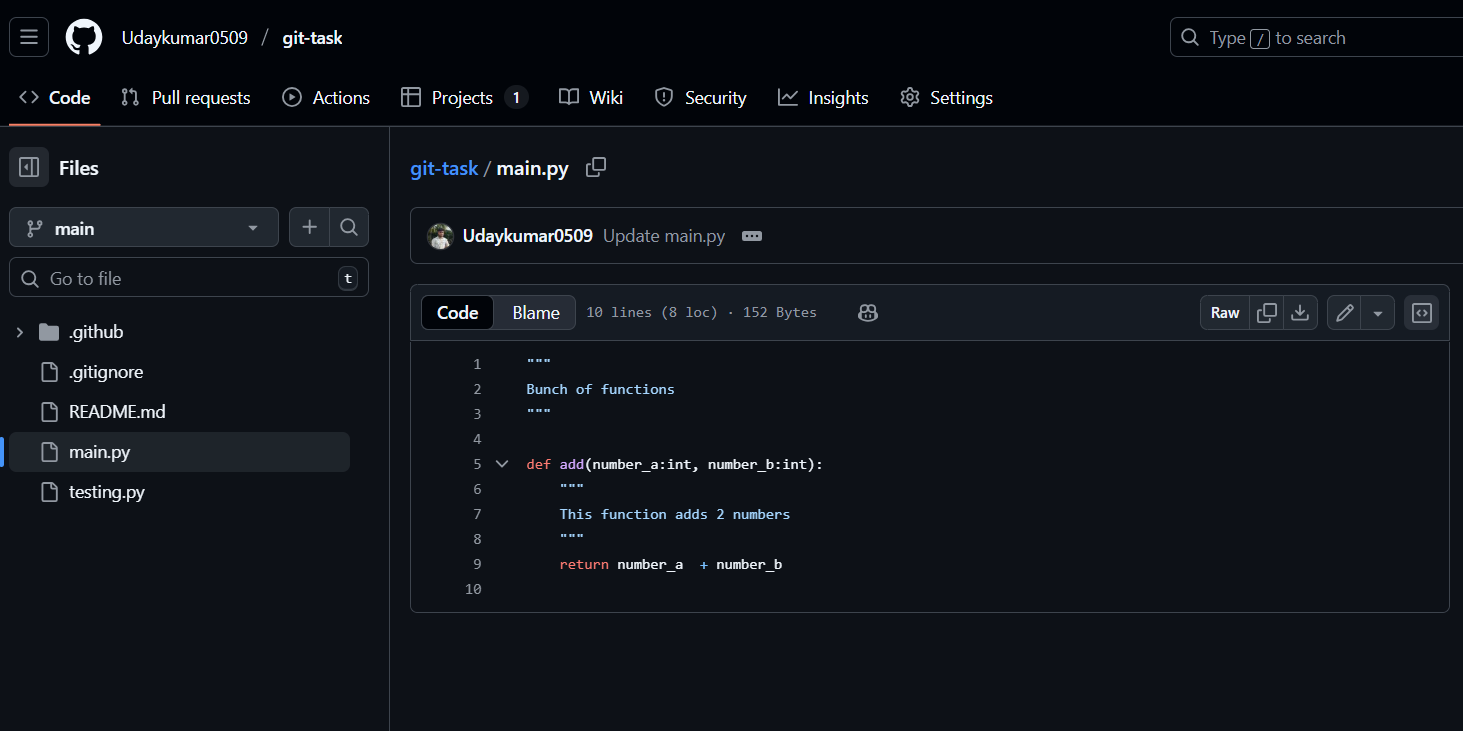 Udaykumar0509 / git-task
Type / to search
Code Pull requests Actions Projects 1 Wiki Security Insights Settings
Files
main
Go to file t
.github
.gitignore
README.md
main.py
testing.py
git-task / main.py
Udaykumar0509 Update main.py
Code Blame 10 lines (8 loc) · 152 Bytes Raw
1 """
2 Bunch of functions
3 """
4
5 def add(number_a:int, number_b:int):
6 """
7 This function adds 2 numbers
8 """
9 return number_a  + number_b
10